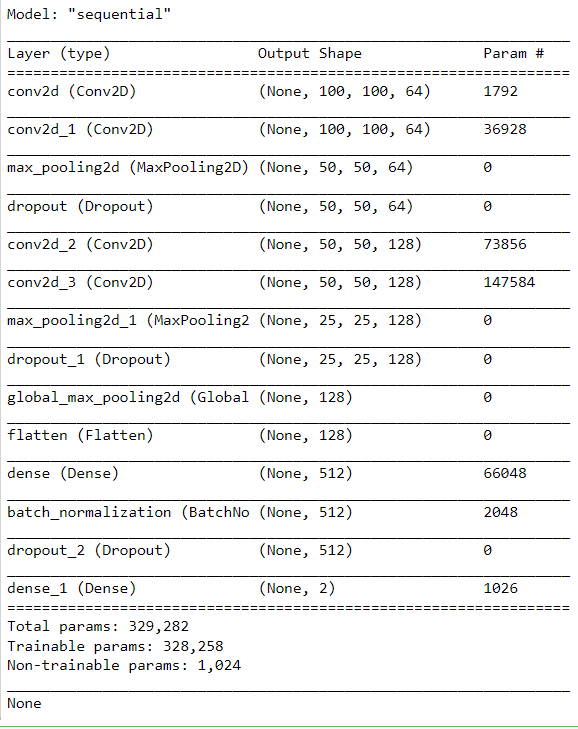 Model: "sequential"
_________________________________________________________________
Layer (type)                 Output Shape              Param #
=================================================================
conv2d (Conv2D)              (None, 100, 100, 64)      1792
_________________________________________________________________
conv2d_1 (Conv2D)            (None, 100, 100, 64)      36928
_________________________________________________________________
max_pooling2d (MaxPooling2D) (None, 50, 50, 64)        0
_________________________________________________________________
dropout (Dropout)            (None, 50, 50, 64)        0
_________________________________________________________________
conv2d_2 (Conv2D)            (None, 50, 50, 128)       73856
_________________________________________________________________
conv2d_3 (Conv2D)            (None, 50, 50, 128)       147584
_________________________________________________________________
max_pooling2d_1 (MaxPooling2 (None, 25, 25, 128)       0
_________________________________________________________________
dropout_1 (Dropout)          (None, 25, 25, 128)       0
_________________________________________________________________
global_max_pooling2d (Global (None, 128)               0
_________________________________________________________________
flatten (Flatten)            (None, 128)               0
_________________________________________________________________
dense (Dense)                (None, 512)               66048
_________________________________________________________________
batch_normalization (BatchNo (None, 512)               2048
_________________________________________________________________
dropout_2 (Dropout)          (None, 512)               0
_________________________________________________________________
dense_1 (Dense)              (None, 2)                 1026
=================================================================
Total params: 329,282
Trainable params: 328,258
Non-trainable params: 1,024
_________________________________________________________________
None